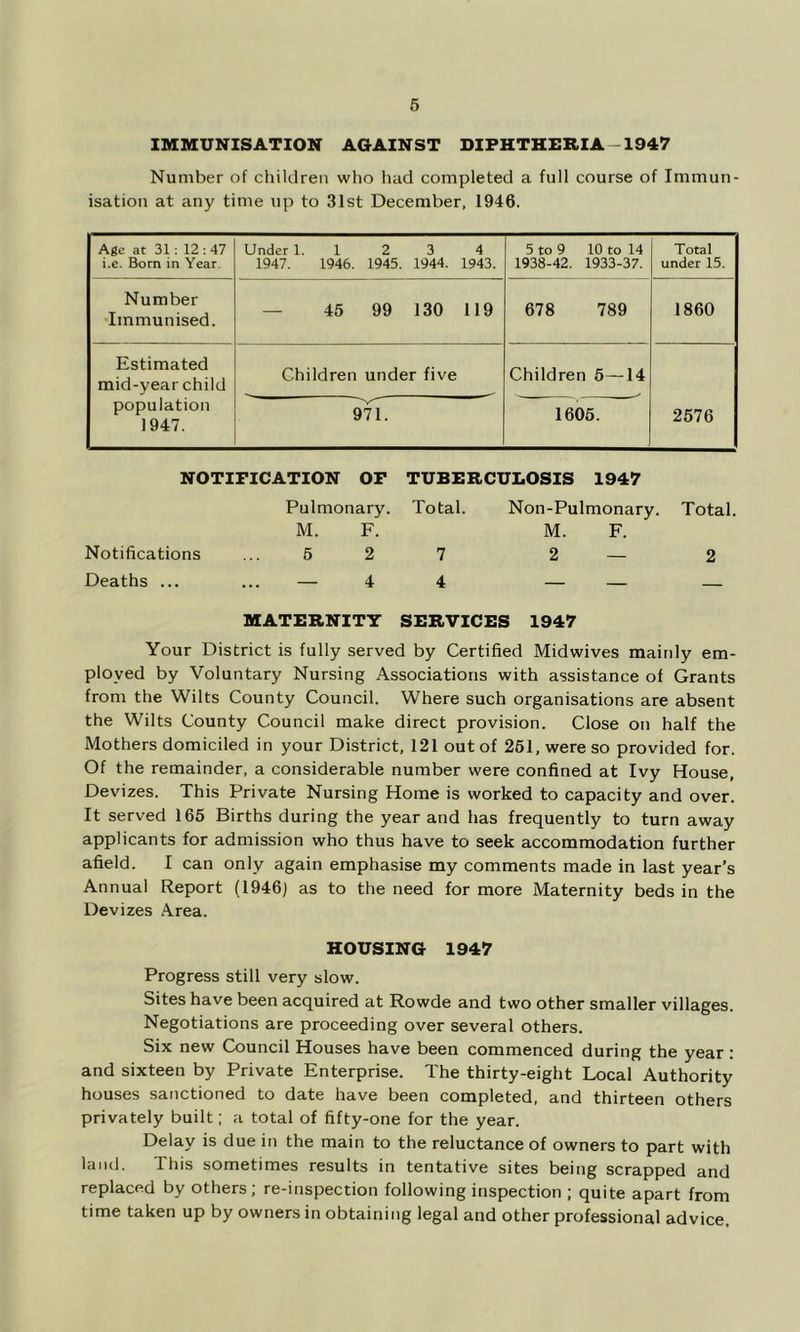 5
IMMUNISATION AGAINST DIPHTHERIA-1947
Number of children who had completed a full course of Immun-
isation at any time up to 31st December, 1946.
Age at 31 : 12 : 47 Under 1. 1 2 3 4 5 to 9 10 to 14 Total
i.e. Born in Year. 1947. 1946. 1945. 1944. 1943. 1938-42. 1933-37. under 15.
Number
Immunised. — 45 99 130 119 678 789 1860
Estimated
mid-year child Children under five Children 5—14
population
1947. 971. 1605. 2576
NOTIFICATION OF TUBERCULOSIS 1947
Pulmonary. Total. Non-Pulmonary. Total.
M. F. M. F.
Notifications ... 5 2 7 2 — 2
Deaths ... ... — 4 4 — — —
MATERNITY SERVICES 1947
Your District is fully served by Certified Midwives mainly em-
ployed by Voluntary Nursing Associations with assistance of Grants
from the Wilts County Council. Where such organisations are absent
the Wilts County Council make direct provision. Close on half the
Mothers domiciled in your District, 121 out of 251, were so provided for.
Of the remainder, a considerable number were confined at Ivy House,
Devizes. This Private Nursing Home is worked to capacity and over.
It served 165 Births during the year and has frequently to turn away
applicants for admission who thus have to seek accommodation further
afield. I can only again emphasise my comments made in last year's
Annual Report (1946) as to the need for more Maternity beds in the
Devizes Area.
HOUSING 1947
Progress still very slow.
Sites have been acquired at Rowde and two other smaller villages.
Negotiations are proceeding over several others.
Six new Council Houses have been commenced during the year :
and sixteen by Private Enterprise. The thirty-eight Local Authority
houses sanctioned to date have been completed, and thirteen others
privately built ; a total of fifty-one for the year.
Delay is due in the main to the reluctance of owners to part with
land. This sometimes results in tentative sites being scrapped and
replaced by others ; re-inspection following inspection ; quite apart from
time taken up by owners in obtaining legal and other professional advice.